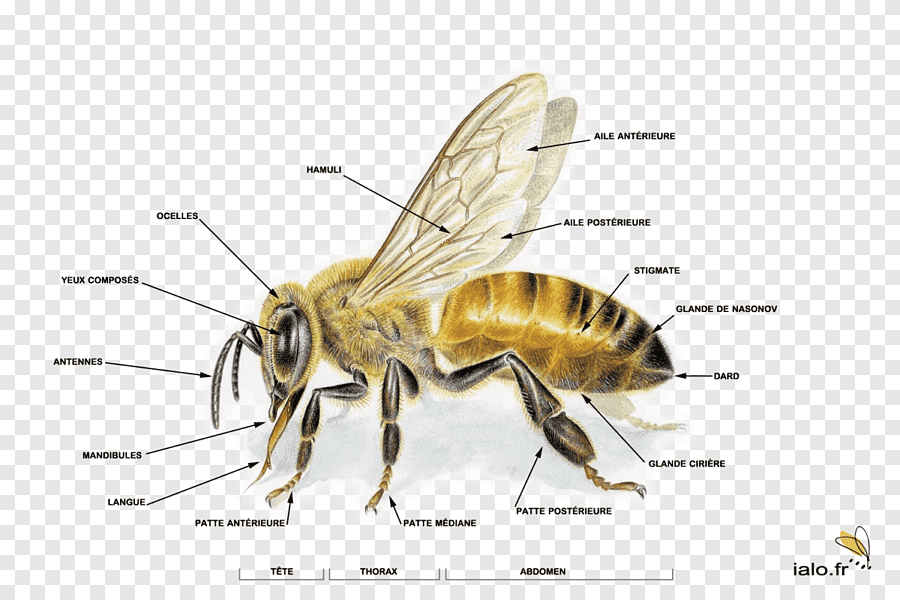 AILE ANTÉRIEURE
HAMULI
OCELLES
AILE POSTÉRIEURE
STIGMATE
YEUX COMPOSÉS
GLANDE DE NASONOV
ANTENNES
DARD
MANDIBULES
GLANDE CIRIÈRE
LANGUE
PATTE ANTÉRIEURE
PATTE MÉDIANE
PATTE POSTÉRIEURE
TÊTE
THORAX
ABDOMEN
ialo.fr